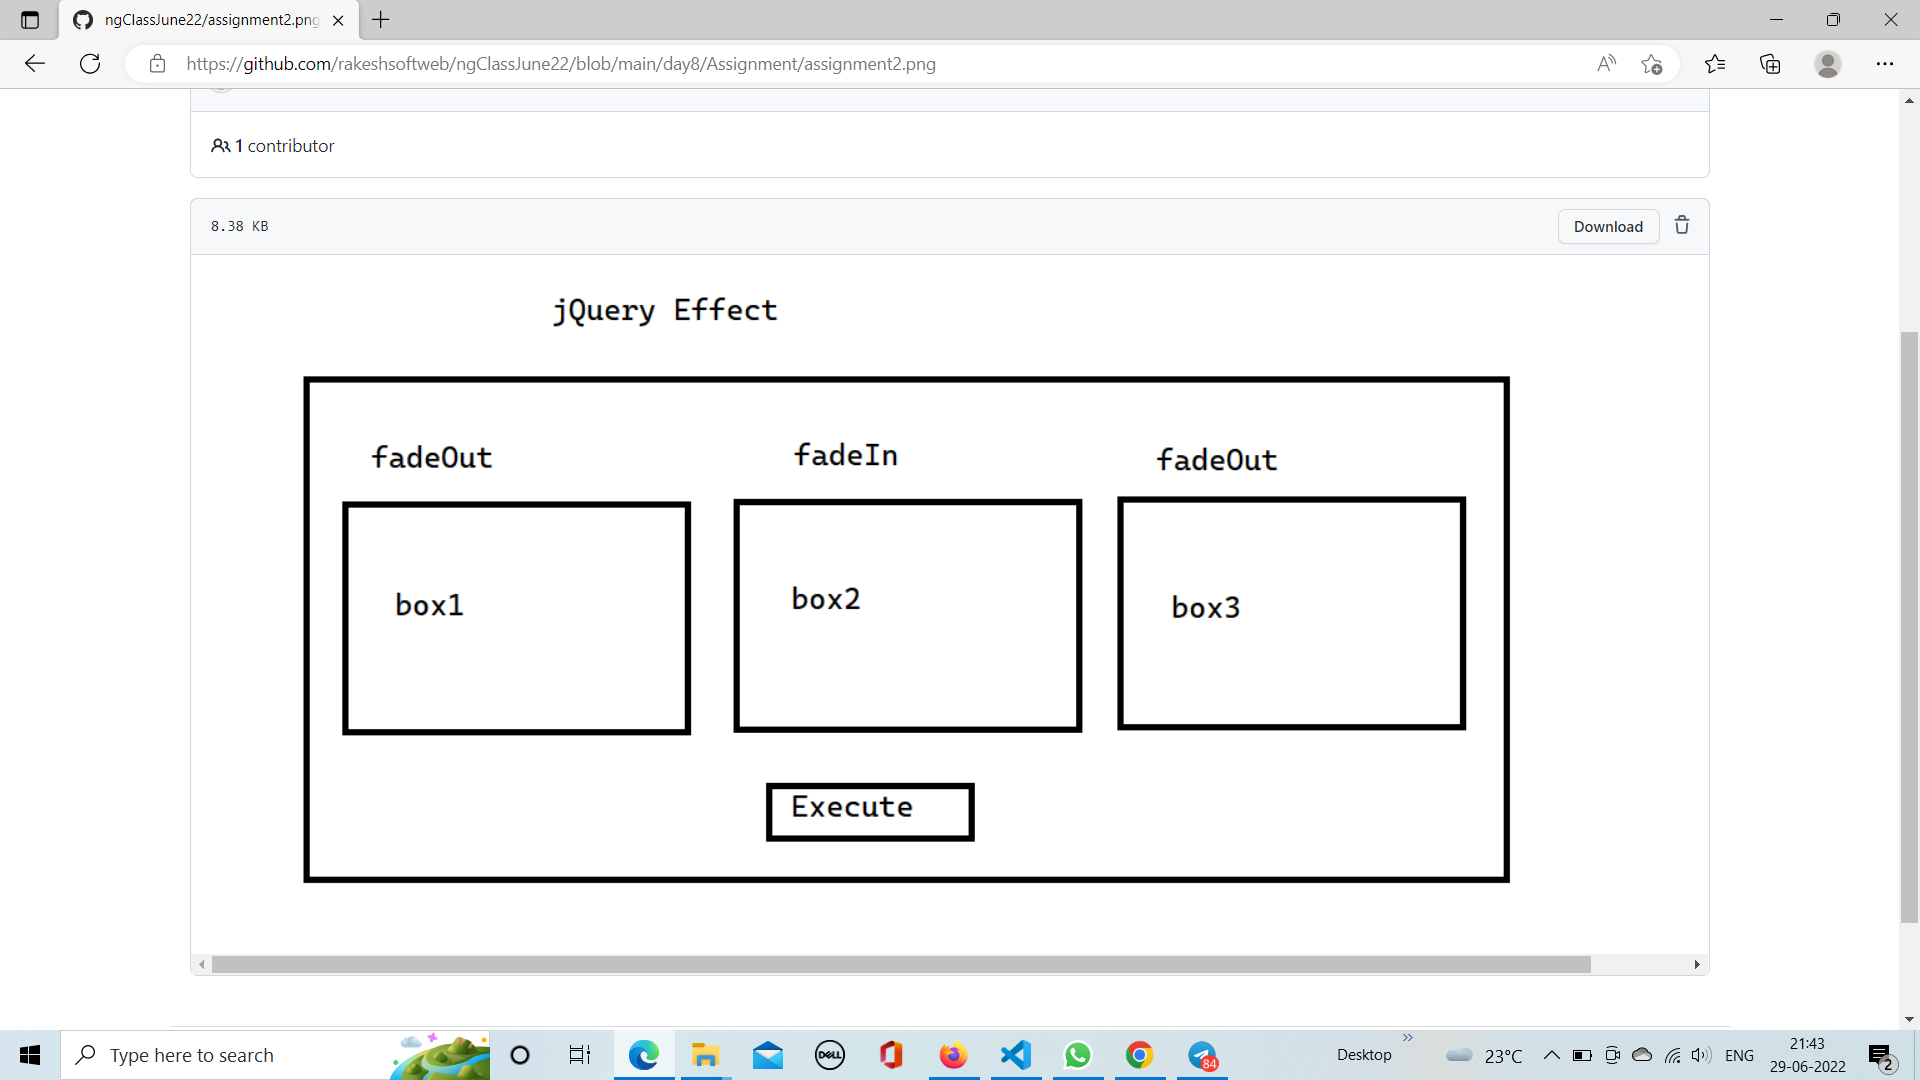 ngClassJune22/assignment2.png
https://github.com/rakeshsoftweb/ngClassJune22/blob/main/day8/Assignment/assignment2.png
1 contributor
8.38 KB
Download
jQuery Effect
fadeOut
fadeIn
fadeOut
box1
box2
box3
Execute
Type here to search
DELL
84
Desktop
23°C
ENG
21:43
29-06-2022
2